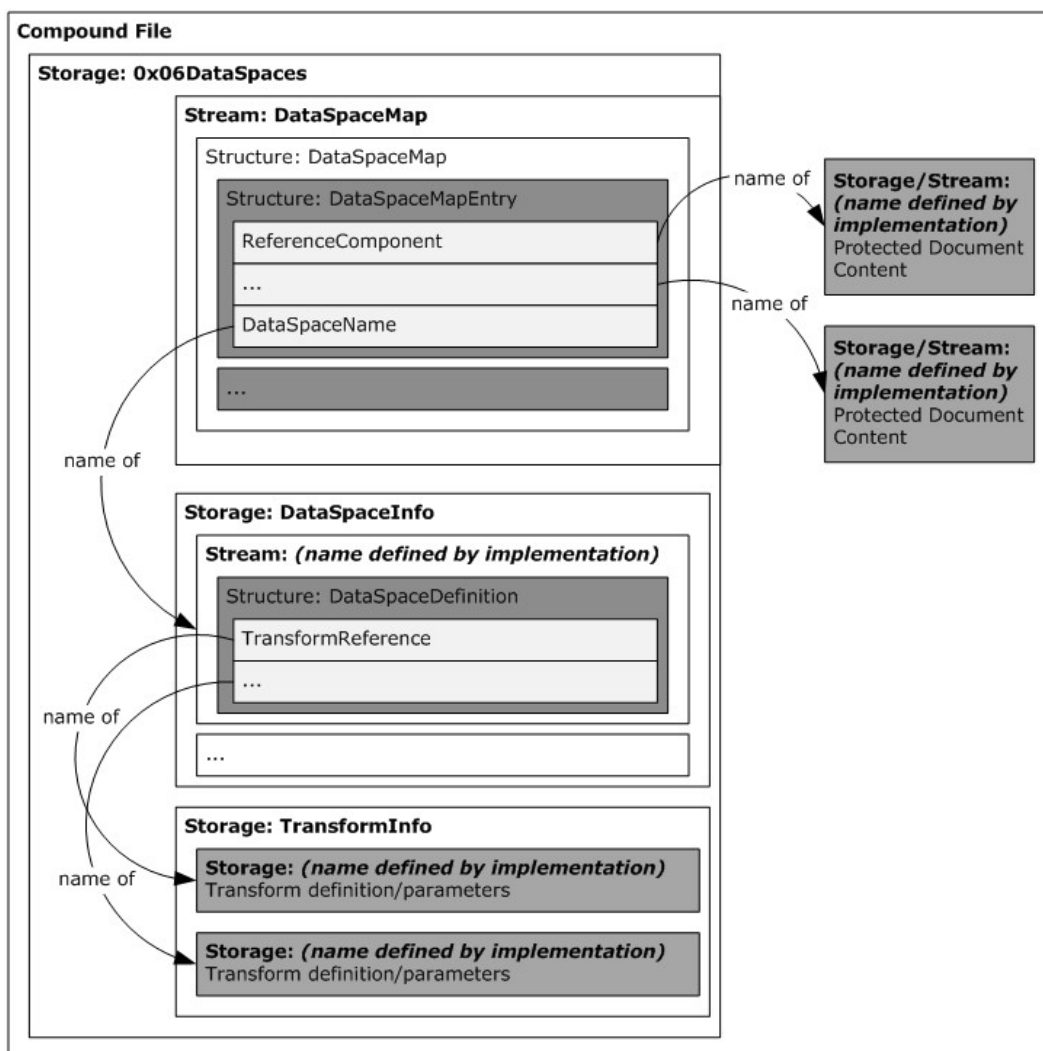 Compound File
Storage: 0x06DataSpaces
Stream: DataSpaceMap
Structure: DataSpaceMap
Structure: DataSpaceMapEntry
ReferenceComponent
...
DataSpaceName
...
name of
Storage/Stream:
(name defined by
implementation)
Protected Document
Content
name of
Storage/Stream:
(name defined by
implementation)
Protected Document
Content
name of
Storage: DataSpaceInfo
Stream: (name defined by implementation)
Structure: DataSpaceDefinition
TransformReference
...
...
name of
name of
Storage: TransformInfo
Storage: (name defined by implementation)
Transform definition/parameters
Storage: (name defined by implementation)
Transform definition/parameters